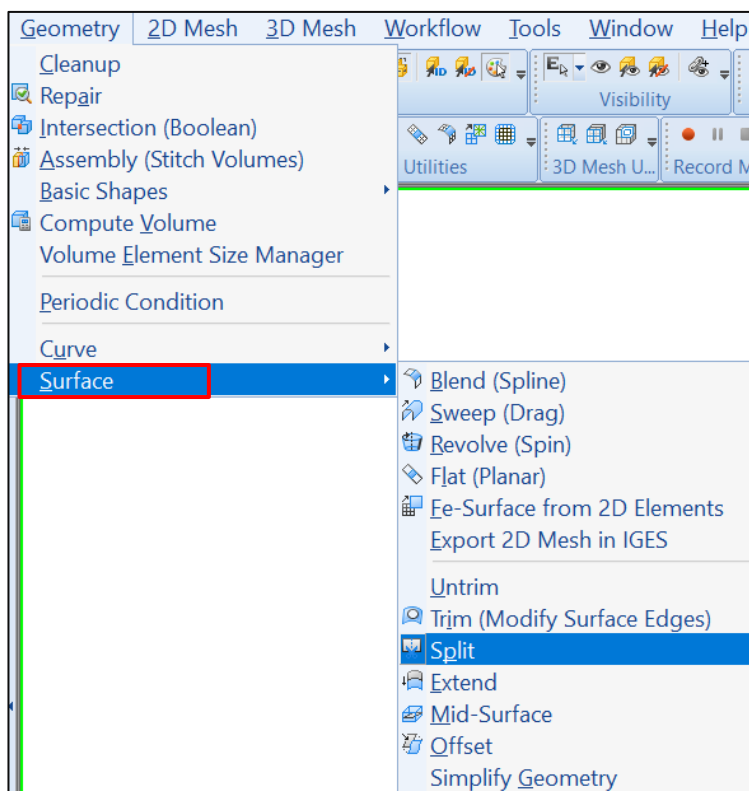 Geometry 2D Mesh 3D Mesh Workflow Tools Window Help
Cleanup
Repair
Intersection (Boolean)
Assembly (Stitch Volumes)
Basic Shapes
Compute Volume
Volume Element Size Manager
Periodic Condition
Curve
Surface
ID
E
Visibility
Utilities
3D Mesh U...
Record M
Blend (Spline)
Sweep (Drag)
Revolve (Spin)
Flat (Planar)
Fe-Surface from 2D Elements
Export 2D Mesh in IGES
Untrim
Trim (Modify Surface Edges)
Split
Extend
Mid-Surface
Offset
Simplify Geometry